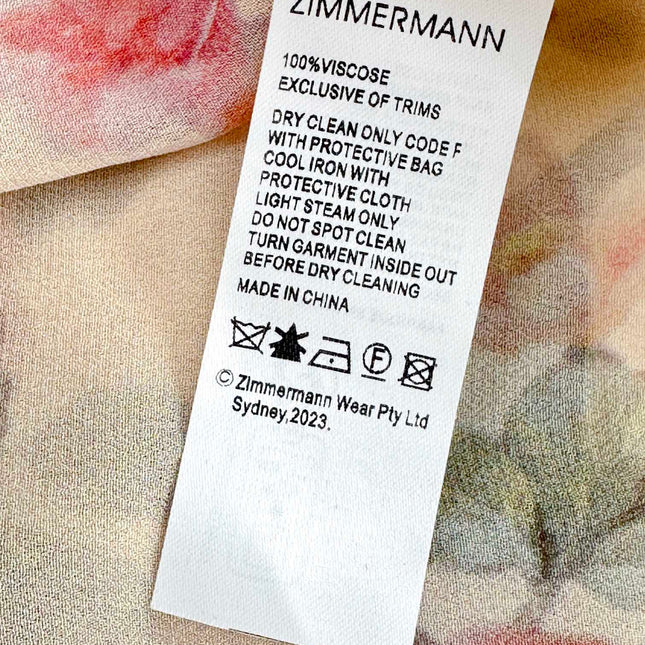 ZIMMERMANN
100%VISCOSE
EXCLUSIVE OF TRIMS
DRY CLEAN ONLY CODE F
WITH PROTECTIVE BAG
COOL IRON WITH
PROTECTIVE CLOTH
LIGHT STEAM ONLY
DO NOT SPOT CLEAN
TURN GARMENT INSIDE OUT
BEFORE DRY CLEANING
MADE IN CHINA
F
© Zimmermann Wear Pty Ltd
Sydney,2023.